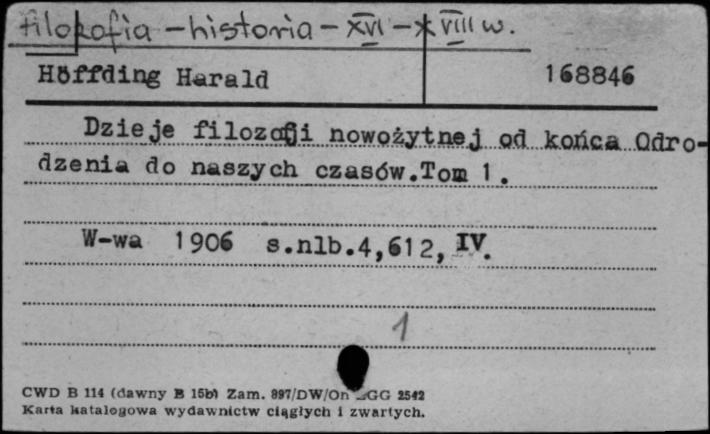 filozofia - historia - XVI - XVIII w.
Höffding Harald 168846
Dzieje filozofji nowożytnej od końca Odro-
dzenia do naszych czasów.Tom 1.
W-wa 1906 s.nlb.4,612, IV.
1
CWD B 114 (dawny B 15b) Zam. 897/DW/On GG 2542
Karta katalogowa wydawnictw ciągłych i zwartych.